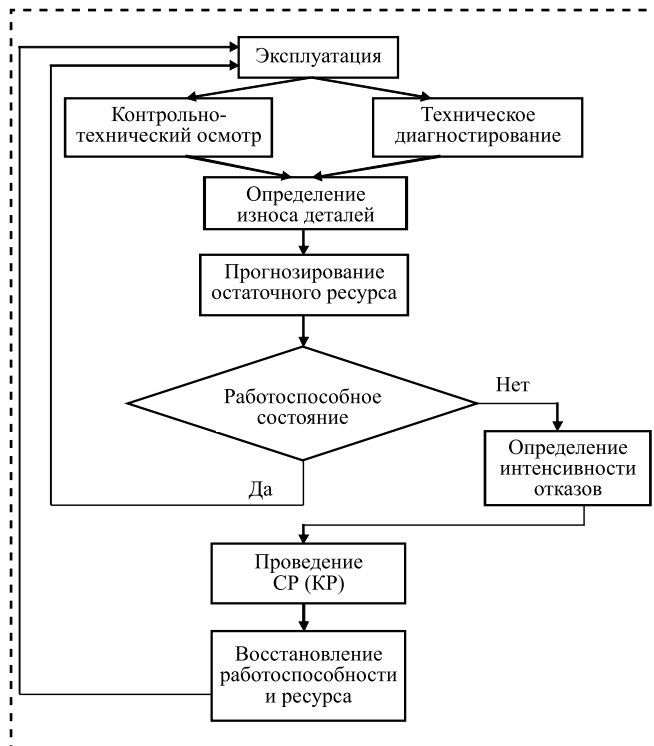 Эксплуатация
Контрольно-
технический осмотр
Техническое
диагностирование
Определение
износа деталей
Прогнозирование
остаточного ресурса
Работоспособное
состояние
Нет
Определение
интенсивности
отказов
Да
Проведение
СР (КР)
Восстановление
работоспособности
и ресурса